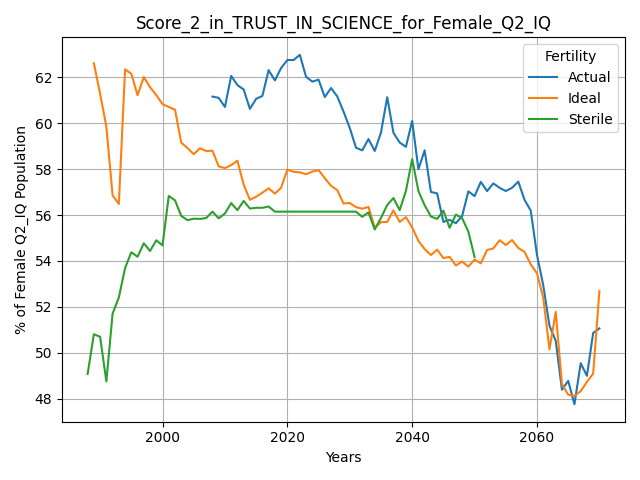 Score_2_in_TRUST_IN_SCIENCE_for_Female_Q2_IQ
Fertility
Actual
Ideal
Sterile
% of Female Q2_IQ Population
62
60
58
56
54
52
50
48
2000
2020
2040
2060
Years